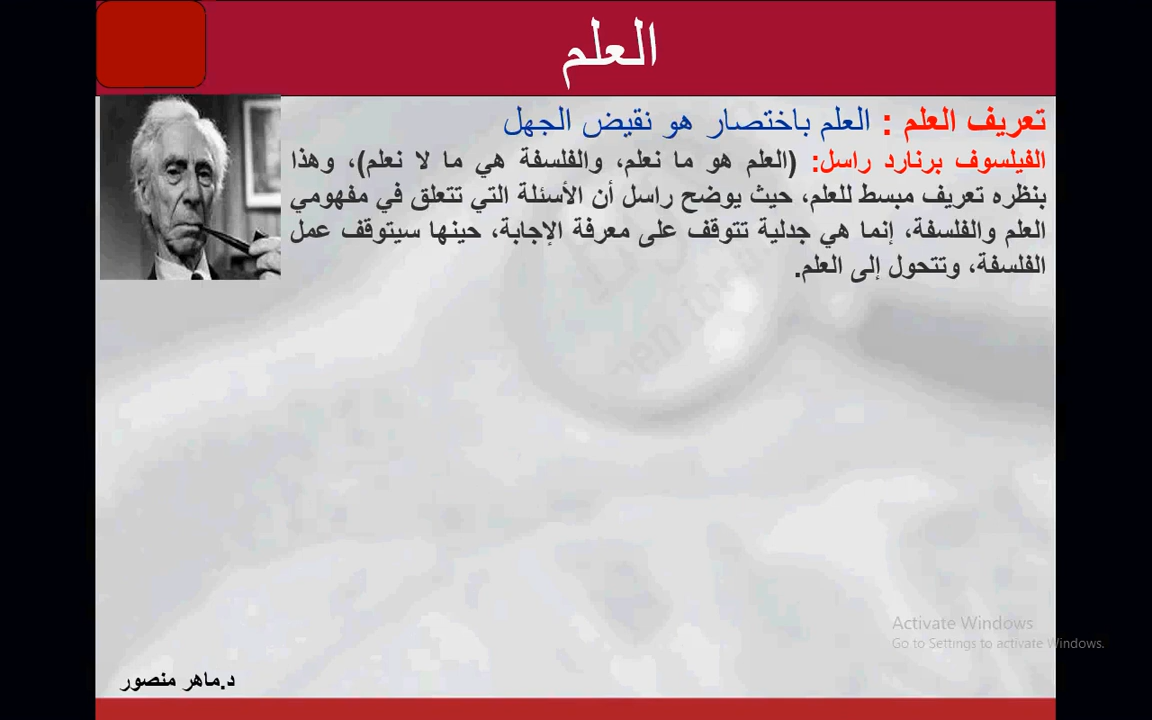 العلم
تعريف العلم : العلم باختصار هو نقيض الجهل
الفيلسوف برنارد راسل: (العلم هو ما نعلم، والفلسفة هي ما لا نعلم)، وهذا
بنظره تعريف مبسط للعلم، حيث يوضح راسل أن الأسئلة التي تتعلق في مفهومي
العلم والفلسفة، إنما هي جدلية تتوقف على معرفة الإجابة، حينها سيتوقف عمل
الفلسفة، وتتحول إلى العلم.
Activate Windows
Go to Settings to activate Windows.
د.ماهر منصور